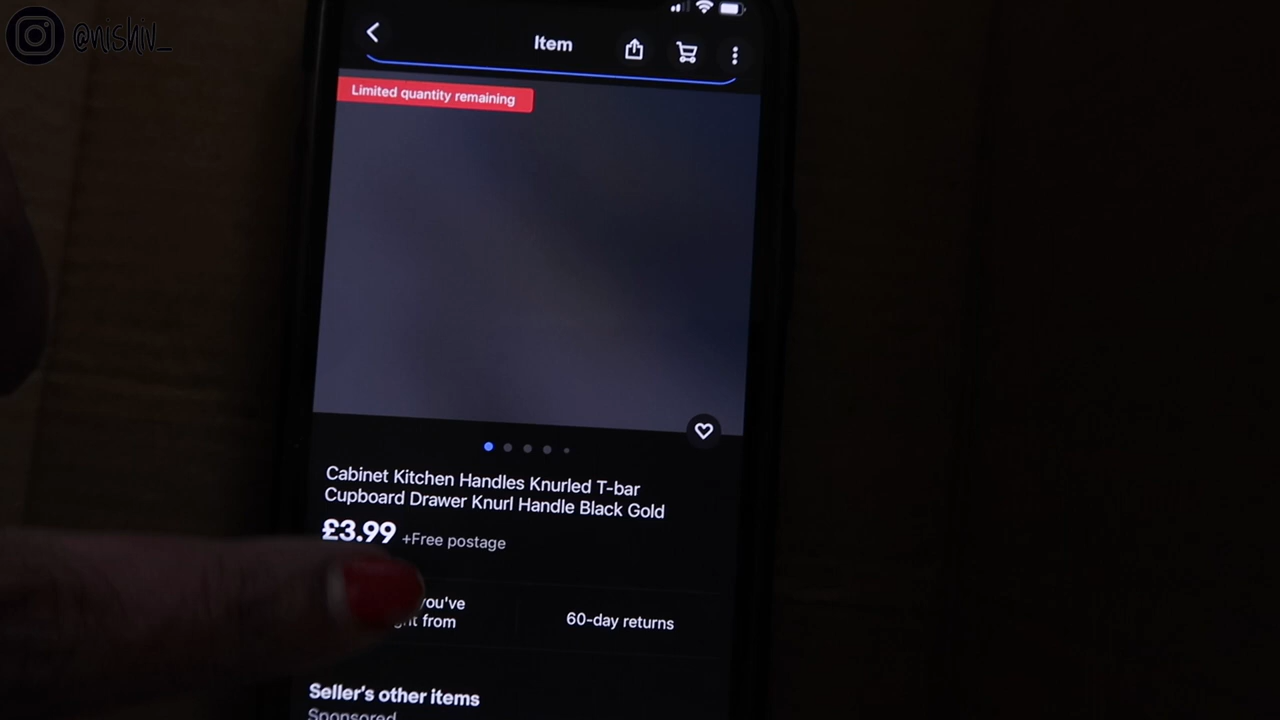 @nishiv_
Item
Limited quantity remaining
Cabinet Kitchen Handles Knurled T-bar
Cupboard Drawer Knurl Handle Black Gold
£3.99 +Free postage
you've
from
60-day returns
Seller's other items
Sponsored